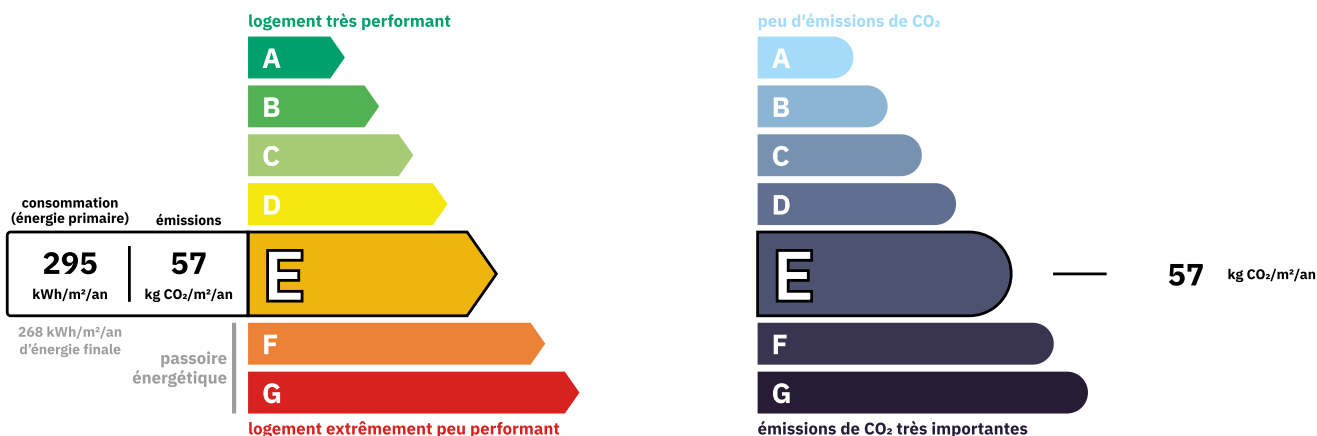 logement très performant
A
B
C
D
consommation
(énergie primaire)
émissions
295
kWh/m²/an
57
kg CO₂/m²/an
E
268 kWh/m²/an
d'énergie finale
passoire
énergétique
F
G
logement extrêmement peu performant
peu d'émissions de CO₂
A
B
C
D
E
57 kg CO₂/m²/an
F
G
émissions de CO₂ très importantes